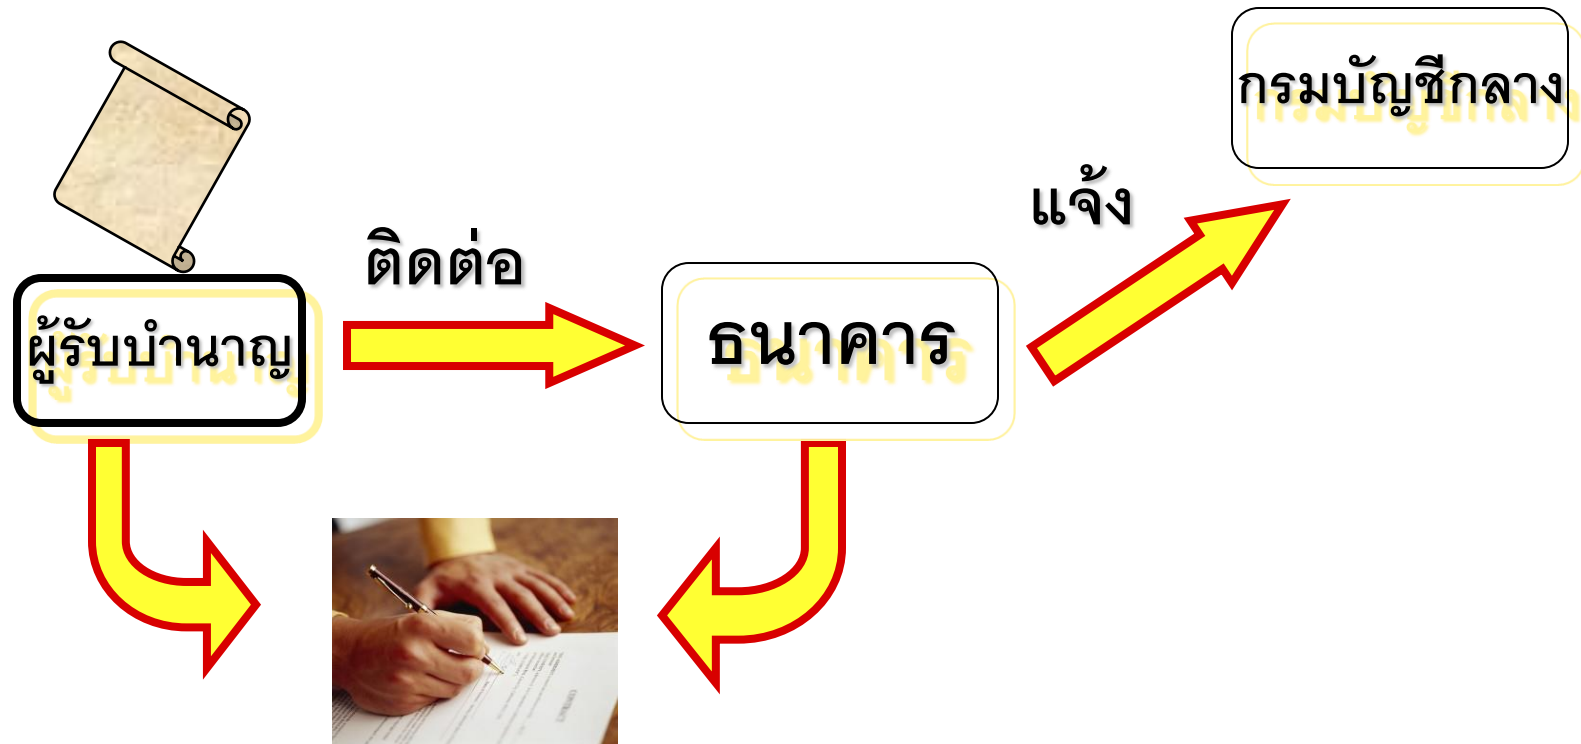 กรมบัญชีกลาง
แจ้ง
ติดต่อ
ผู้รับบำนาญ
ธนาคาร